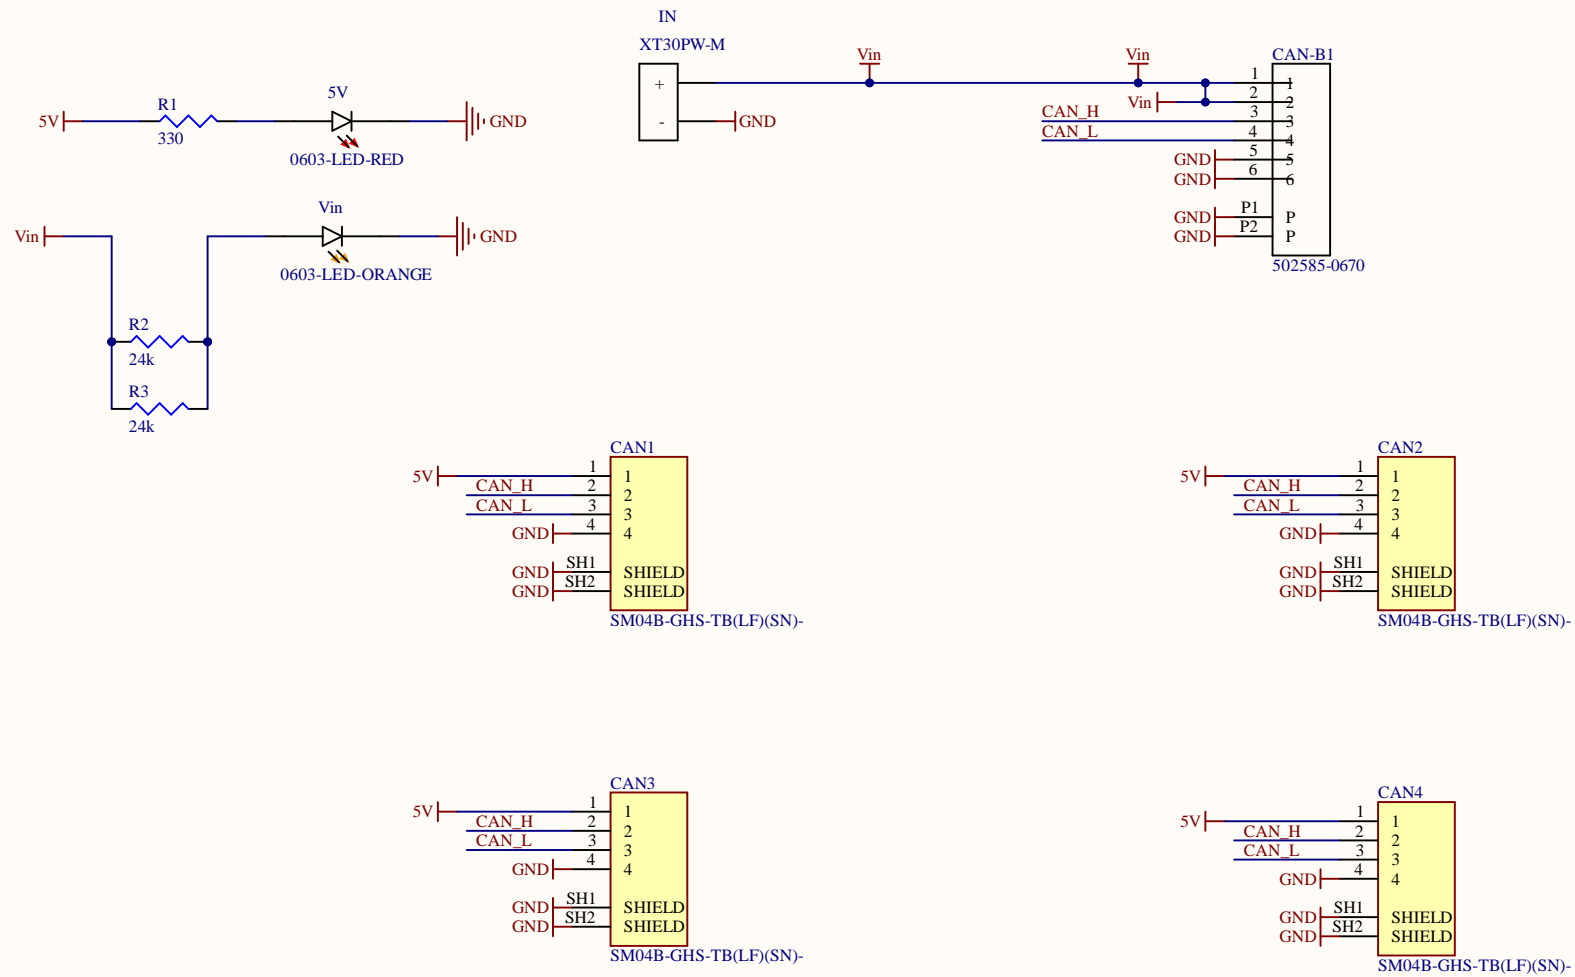 IN
XT30PW-M
+
-
GND
Vin
Vin
Vin
CAN-B1
1 1
2 2
CAN_H 3 3
CAN_L 4 4
GND 5 5
GND 6 6
GND P1 P
GND P2 P
502585-0670
5V
R1
330
5V
0603-LED-RED
GND
Vin
Vin
0603-LED-ORANGE
GND
R2
24k
R3
24k
CAN1
5V 1 1
CAN_H 2 2
CAN_L 3 3
GND 4 4
GND SH1 SHIELD
GND SH2 SHIELD
SM04B-GHS-TB(LF)(SN)-
CAN2
5V 1 1
CAN_H 2 2
CAN_L 3 3
GND 4 4
GND SH1 SHIELD
GND SH2 SHIELD
SM04B-GHS-TB(LF)(SN)-
CAN3
5V 1 1
CAN_H 2 2
CAN_L 3 3
GND 4 4
GND SH1 SHIELD
GND SH2 SHIELD
SM04B-GHS-TB(LF)(SN)-
CAN4
5V 1 1
CAN_H 2 2
CAN_L 3 3
GND 4 4
GND SH1 SHIELD
GND SH2 SHIELD
SM04B-GHS-TB(LF)(SN)-